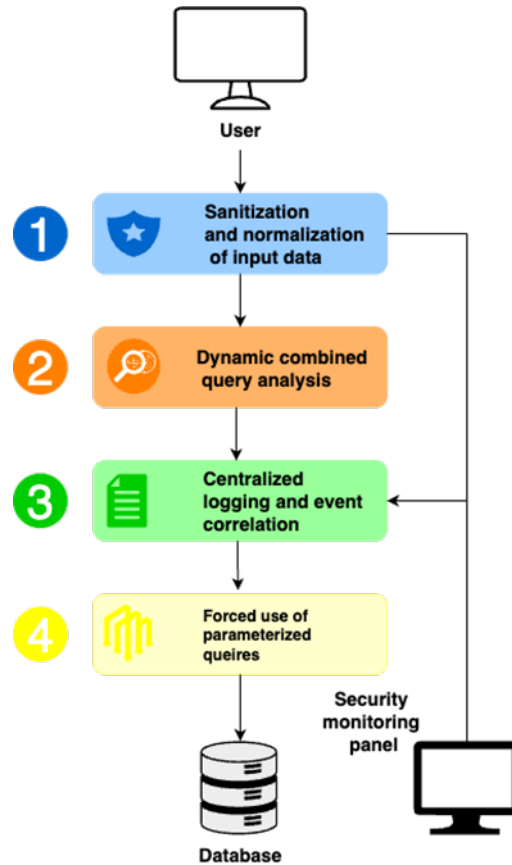 User
1
Sanitization
and normalization
of input data
2
Dynamic combined
query analysis
3
Centralized
logging and event
correlation
4
Forced use of
parameterized
queires
Security
monitoring
panel
Database